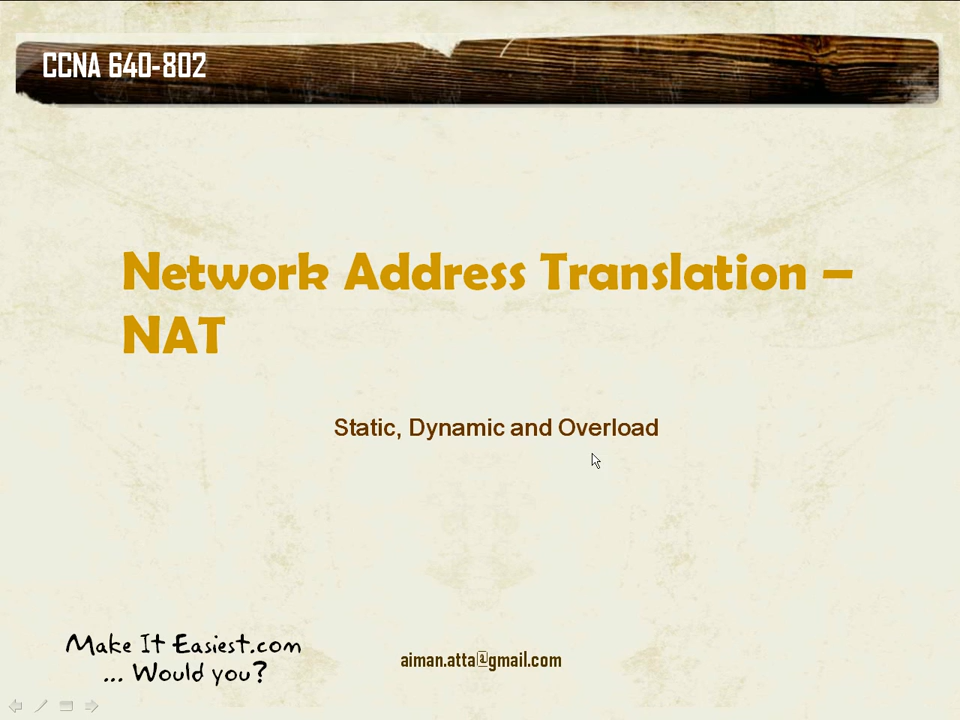 CCNA 640-802
Network Address Translation –
NAT
Static, Dynamic and Overload
Make It Easiest.com
... Would you?
aiman.atta@gmail.com